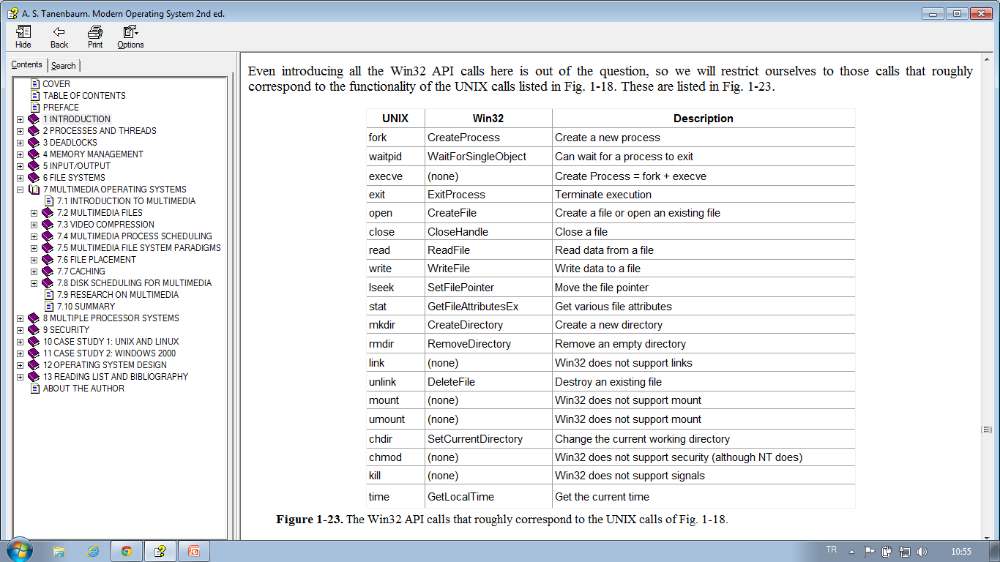 A. S. Tanenbaum. Modern Operating System 2nd ed.
Hide Back Print Options
Contents Search
COVER
TABLE OF CONTENTS
PREFACE
1 INTRODUCTION
2 PROCESSES AND THREADS
3 DEADLOCKS
4 MEMORY MANAGEMENT
5 INPUT/OUTPUT
6 FILE SYSTEMS
7 MULTIMEDIA OPERATING SYSTEMS
7.1 INTRODUCTION TO MULTIMEDIA
7.2 MULTIMEDIA FILES
7.3 VIDEO COMPRESSION
7.4 MULTIMEDIA PROCESS SCHEDULING
7.5 MULTIMEDIA FILE SYSTEM PARADIGMS
7.6 FILE PLACEMENT
7.7 CACHING
7.8 DISK SCHEDULING FOR MULTIMEDIA
7.9 RESEARCH ON MULTIMEDIA
7.10 SUMMARY
8 MULTIPLE PROCESSOR SYSTEMS
9 SECURITY
10 CASE STUDY 1: UNIX AND LINUX
11 CASE STUDY 2: WINDOWS 2000
12 OPERATING SYSTEM DESIGN
13 READING LIST AND BIBLIOGRAPHY
ABOUT THE AUTHOR
Even introducing all the Win32 API calls here is out of the question, so we will restrict ourselves to those calls that roughly
correspond to the functionality of the UNIX calls listed in Fig. 1-18. These are listed in Fig. 1-23.
UNIX Win32 Description
fork CreateProcess Create a new process
waitpid WaitForSingleObject Can wait for a process to exit
execve (none) Create Process = fork + execve
exit ExitProcess Terminate execution
open CreateFile Create a file or open an existing file
close CloseHandle Close a file
read ReadFile Read data from a file
write WriteFile Write data to a file
lseek SetFilePointer Move the file pointer
stat GetFileAttributesEx Get various file attributes
mkdir CreateDirectory Create a new directory
rmdir RemoveDirectory Remove an empty directory
link (none) Win32 does not support links
unlink DeleteFile Destroy an existing file
mount (none) Win32 does not support mount
umount (none) Win32 does not support mount
chdir SetCurrentDirectory Change the current working directory
chmod (none) Win32 does not support security (although NT does)
kill (none) Win32 does not support signals
time GetLocalTime Get the current time
Figure 1-23. The Win32 API calls that roughly correspond to the UNIX calls of Fig. 1-18.
TR 10:55